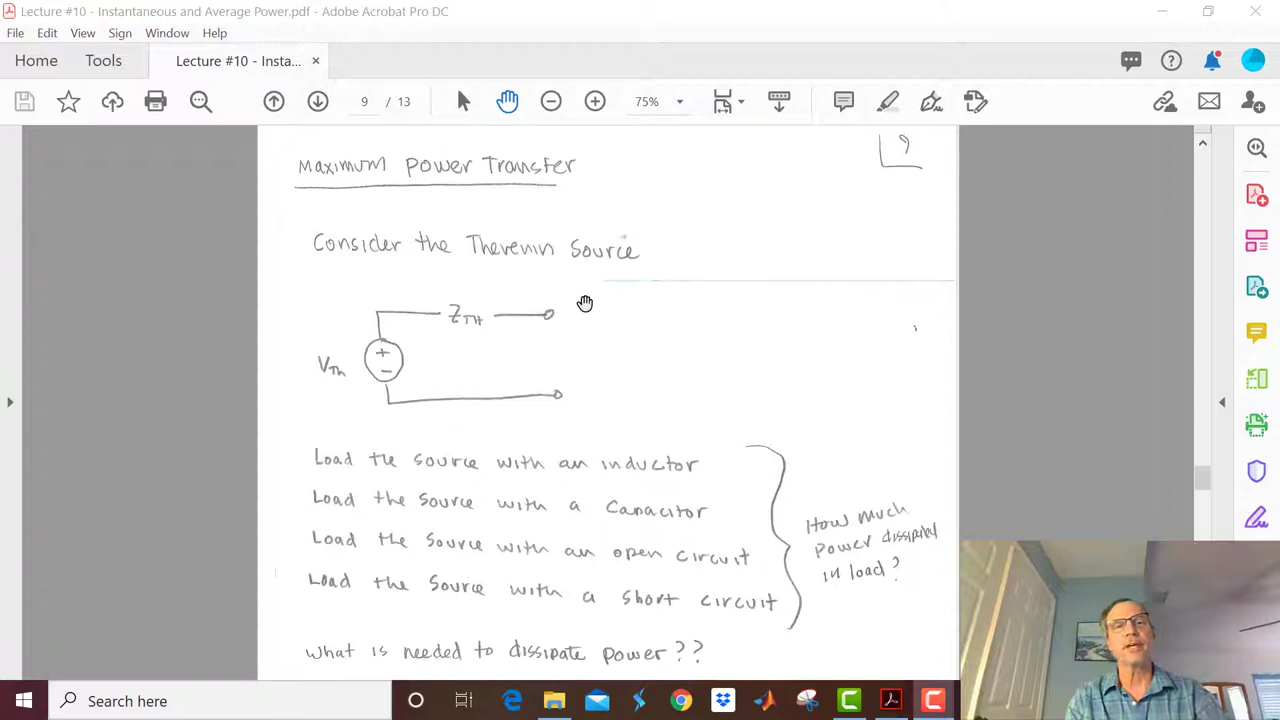 Lecture #10 - Instantaneous and Average Power.pdf - Adobe Acrobat Pro DC
File Edit View Sign Window Help
Home Tools Lecture #10 - Insta... ×
9 / 13 75%
9
Maximum Power Transfer
Consider the Thevenin Source
ZTH
+
VTh
-
Load the source with an inductor
Load the source with a Capacitor
Load the source with an open circuit
Load the source with a short circuit
How much
power dissipated
in load?
What is needed to dissipate power??
Search here